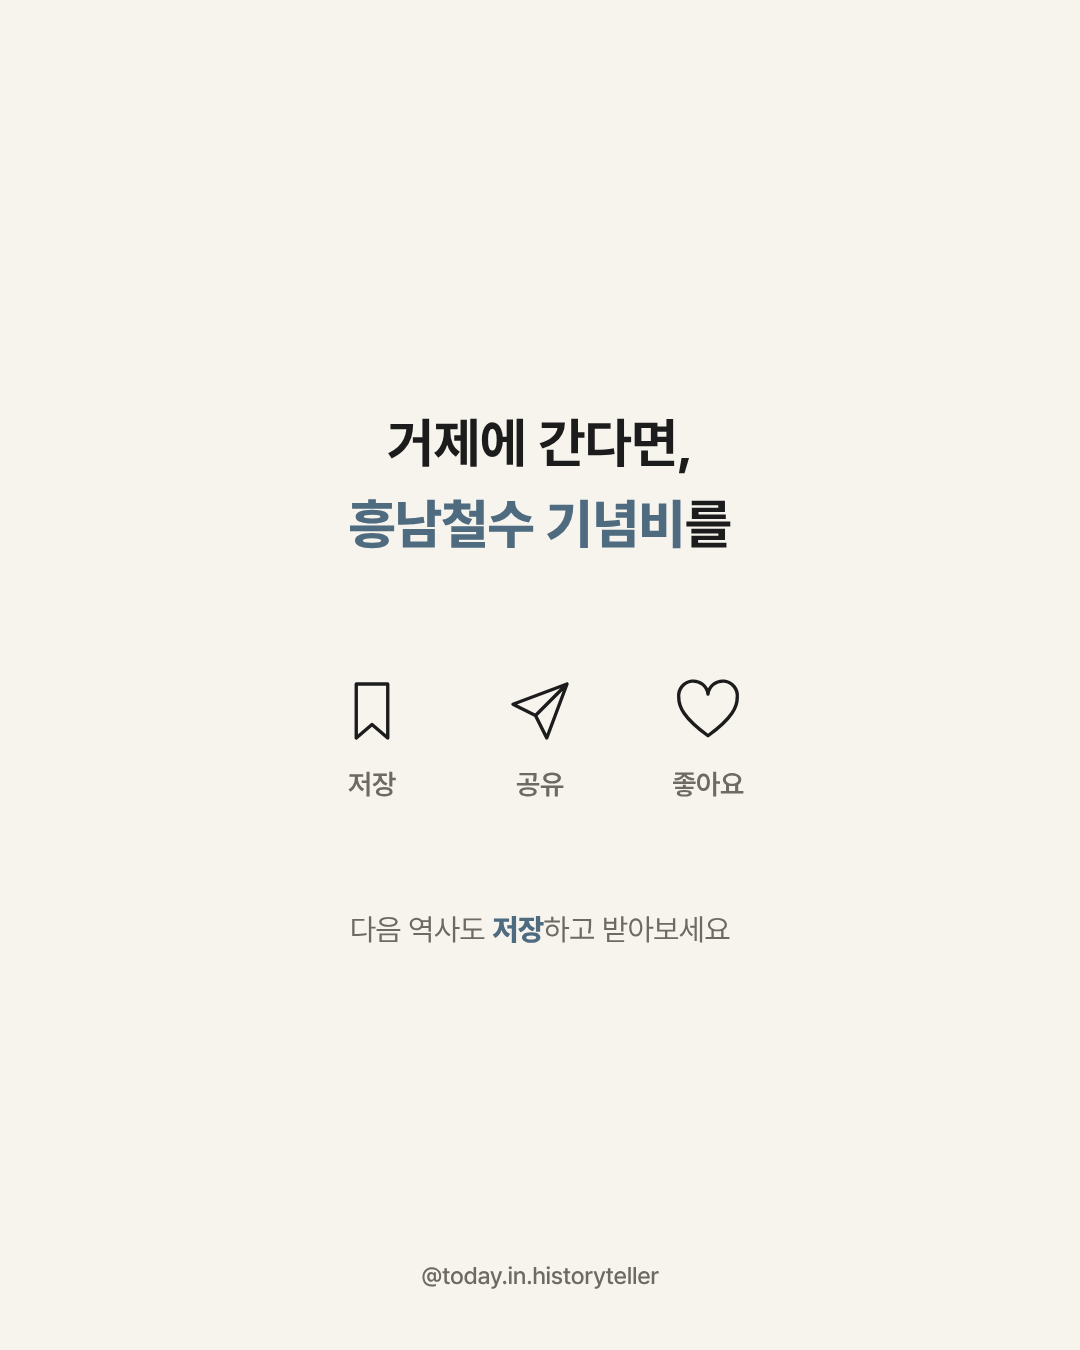 거제에 간다면,
흥남철수 기념비를
저장 공유 좋아요
다음 역사도 저장하고 받아보세요
@today.in.historyteller